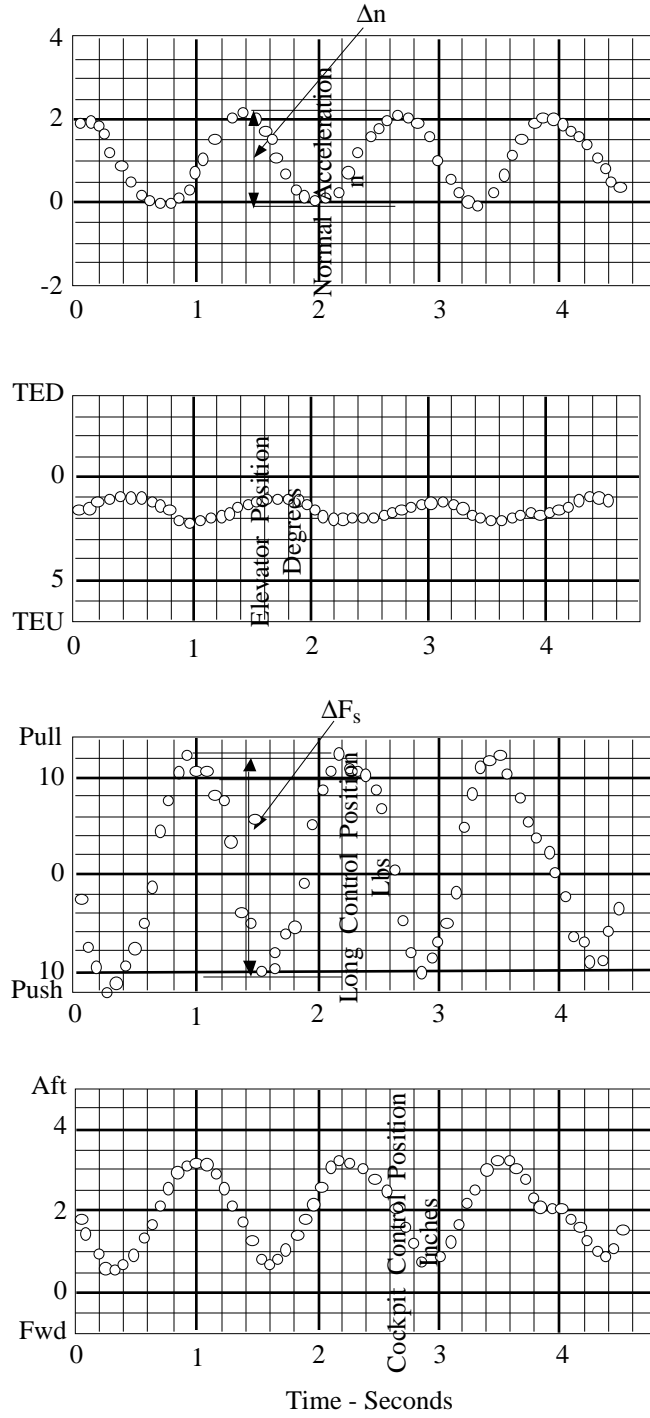 Δn
4
2
0
-2
Normal Acceleration
n
0 1 2 3 4
TED
0
5
TEU
Elevator Position
Degrees
0 1 2 3 4
ΔFs
Pull
10
0
10
Push
Long Control Position
Lbs
0 1 2 3 4
Aft
4
2
0
Fwd
Cockpit Control Position
Inches
0 1 2 3 4
Time - Seconds